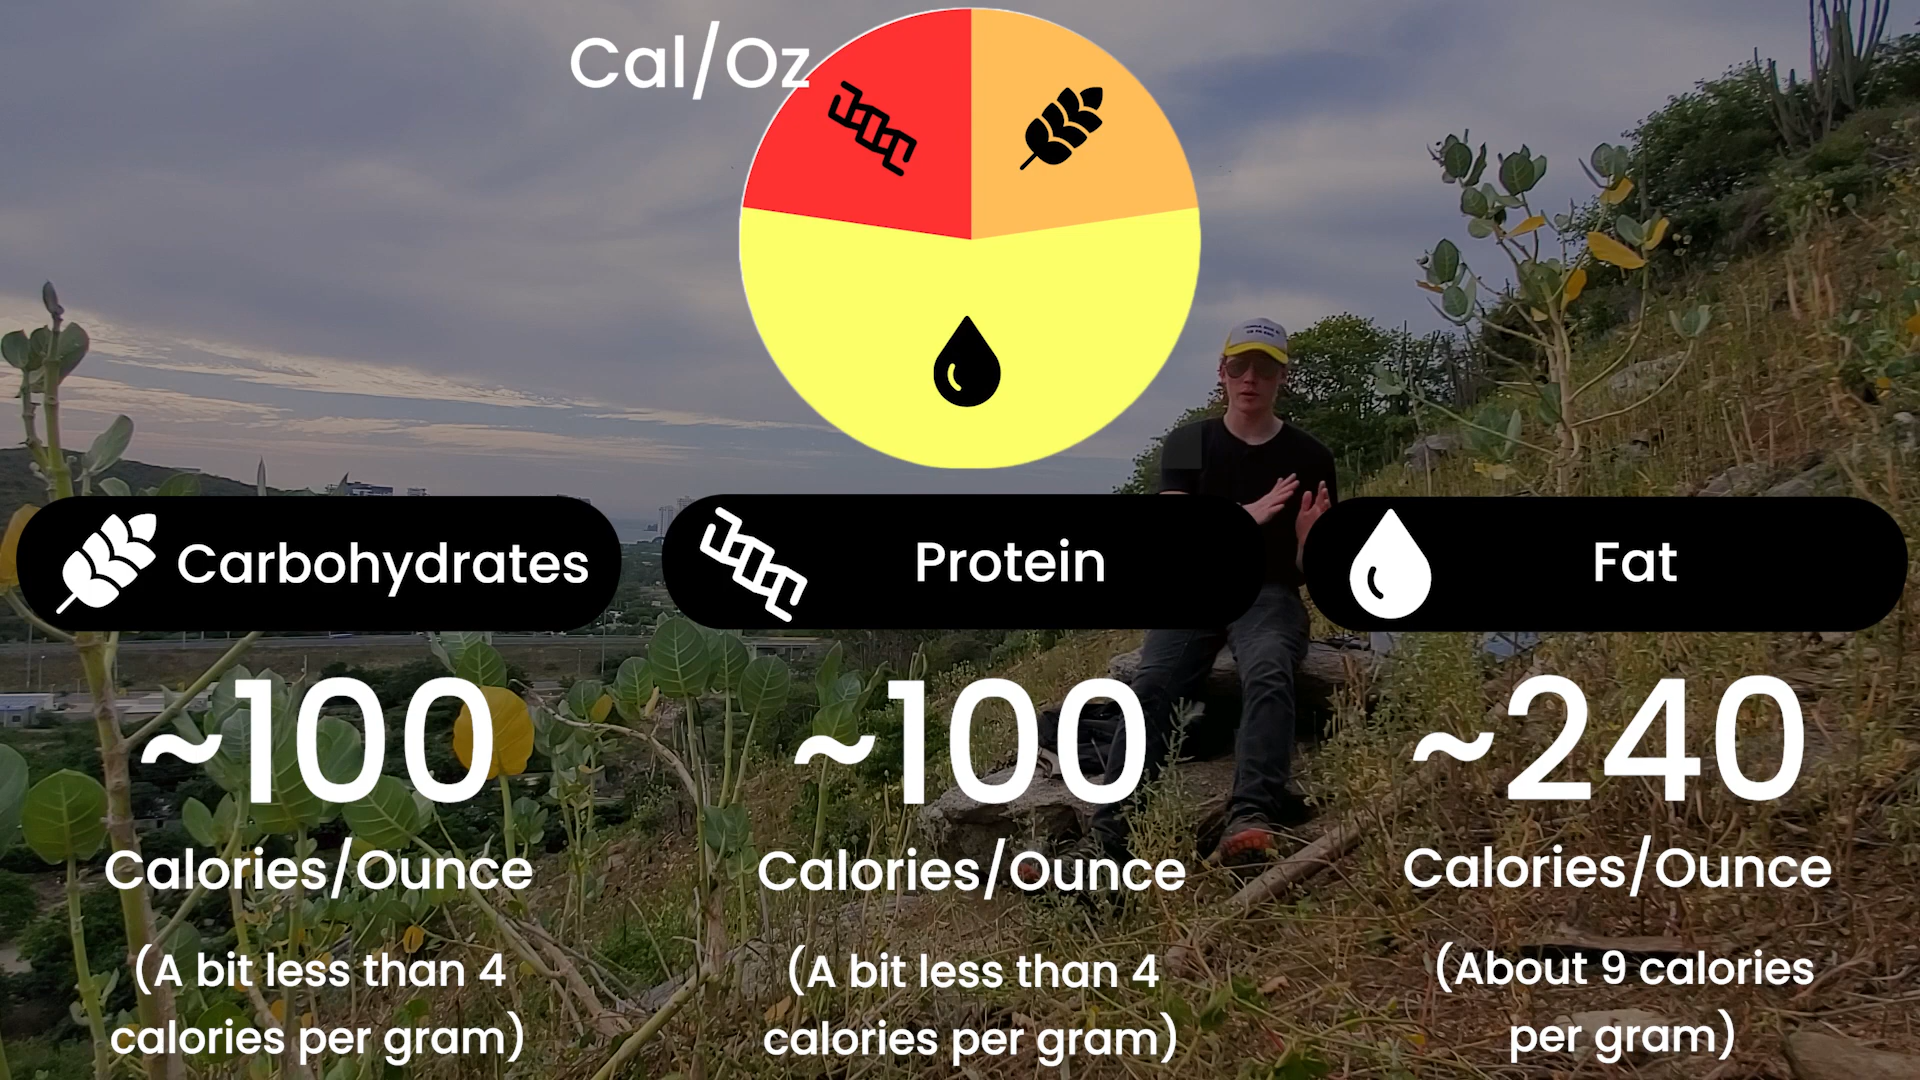 Cal/Oz
Carbohydrates
Protein
Fat
~100
~100
~240
Calories/Ounce
Calories/Ounce
Calories/Ounce
(A bit less than 4
calories per gram)
(A bit less than 4
calories per gram)
(About 9 calories
per gram)